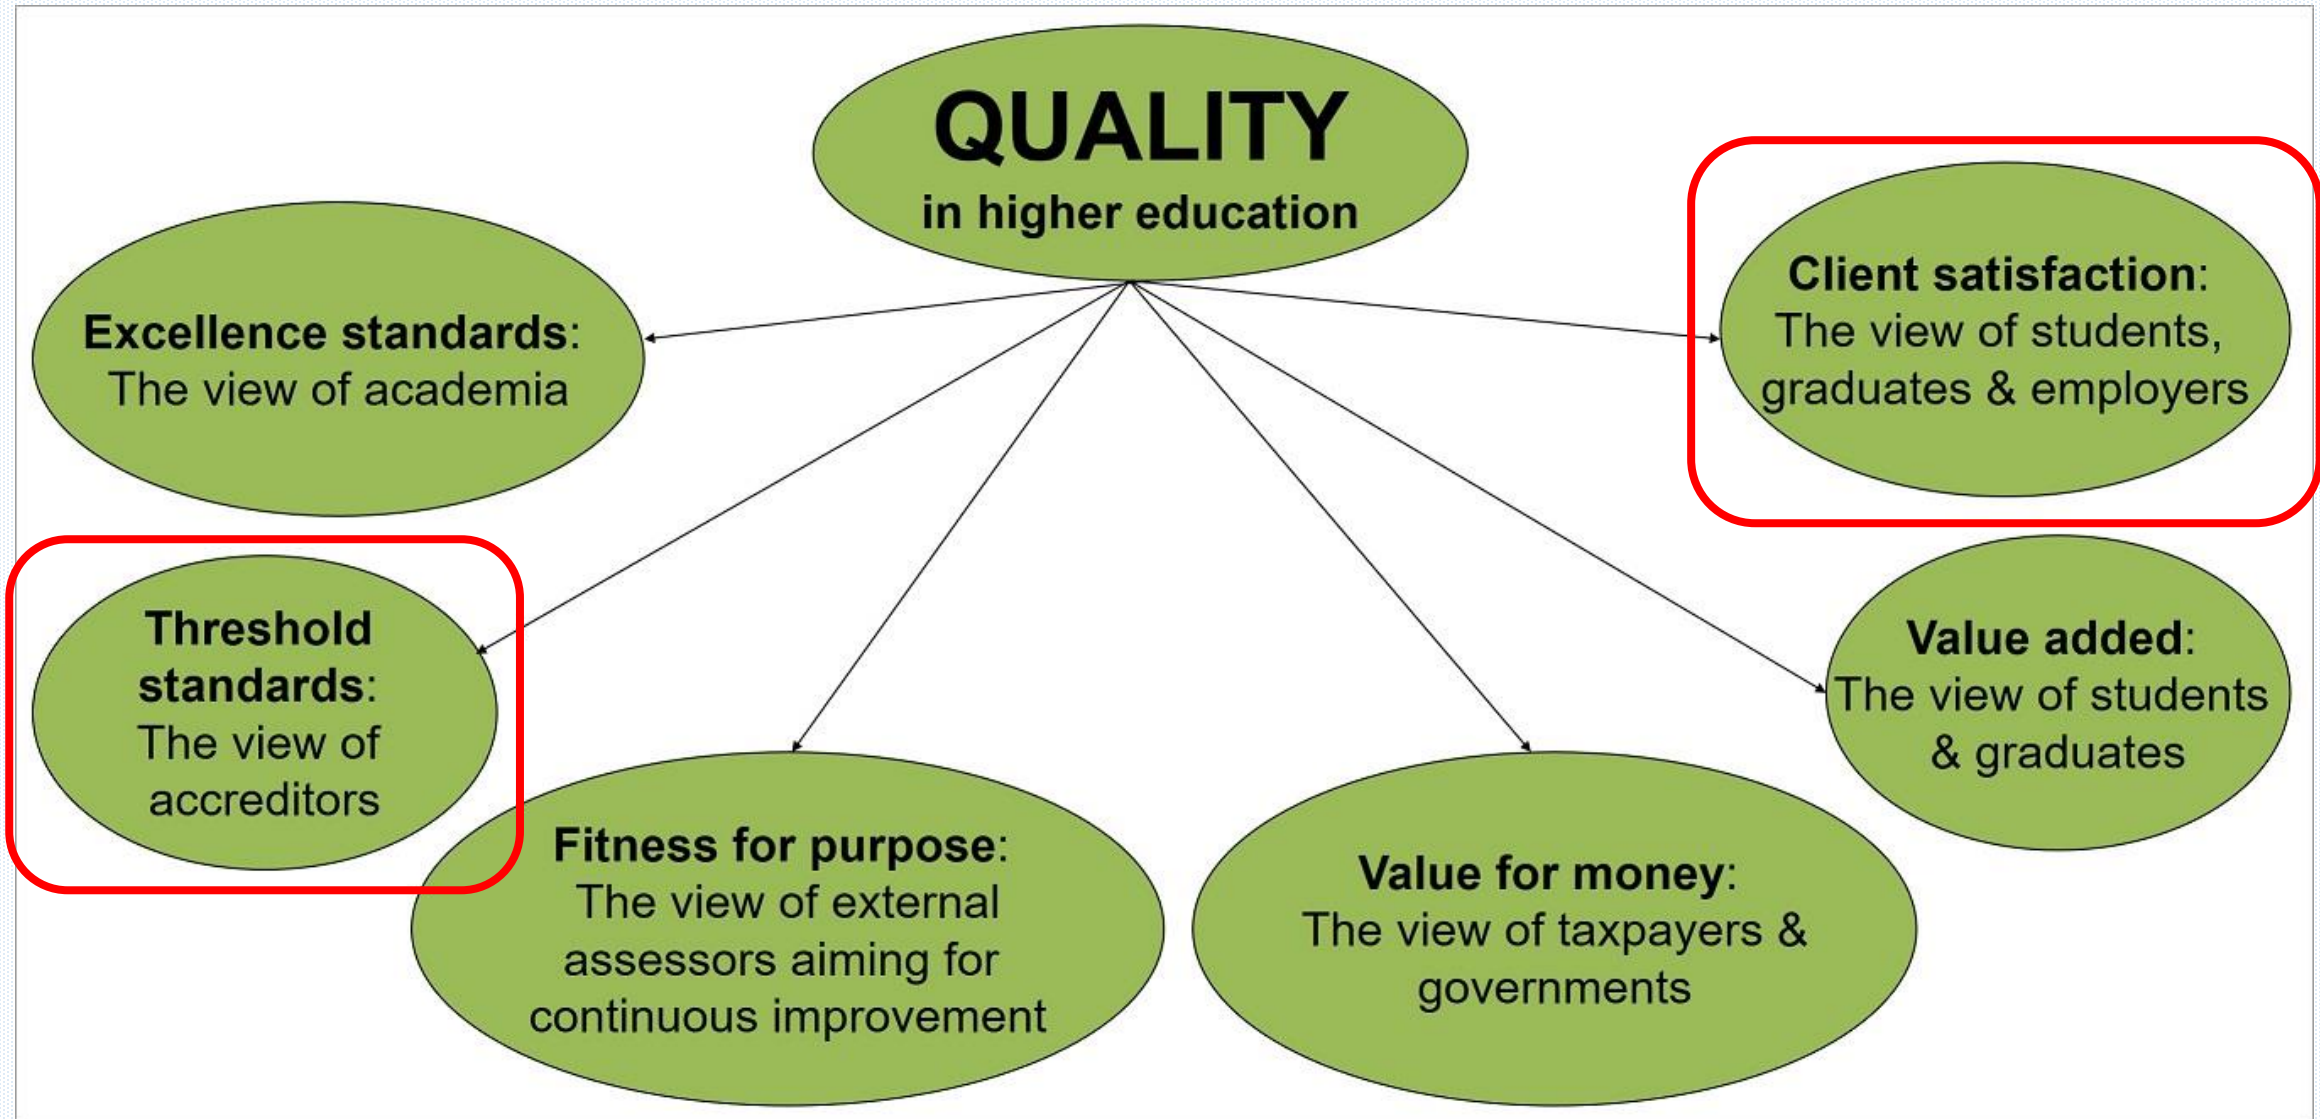 QUALITY
in higher education
Excellence standards:
The view of academia
Client satisfaction:
The view of students,
graduates & employers
Threshold
standards:
The view of
accreditors
Fitness for purpose:
The view of external
assessors aiming for
continuous improvement
Value for money:
The view of taxpayers &
governments
Value added:
The view of students
& graduates